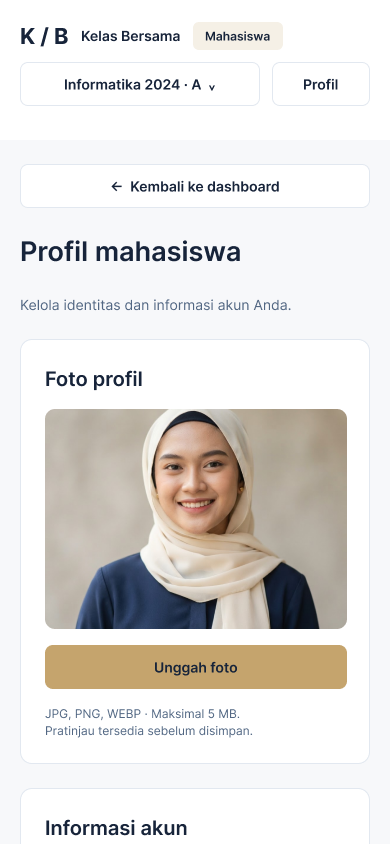 K / B Kelas Bersama Mahasiswa
Informatika 2024 · A v Profil
← Kembali ke dashboard
Profil mahasiswa
Kelola identitas dan informasi akun Anda.
Foto profil
Unggah foto
JPG, PNG, WEBP · Maksimal 5 MB.
Pratinjau tersedia sebelum disimpan.
Informasi akun